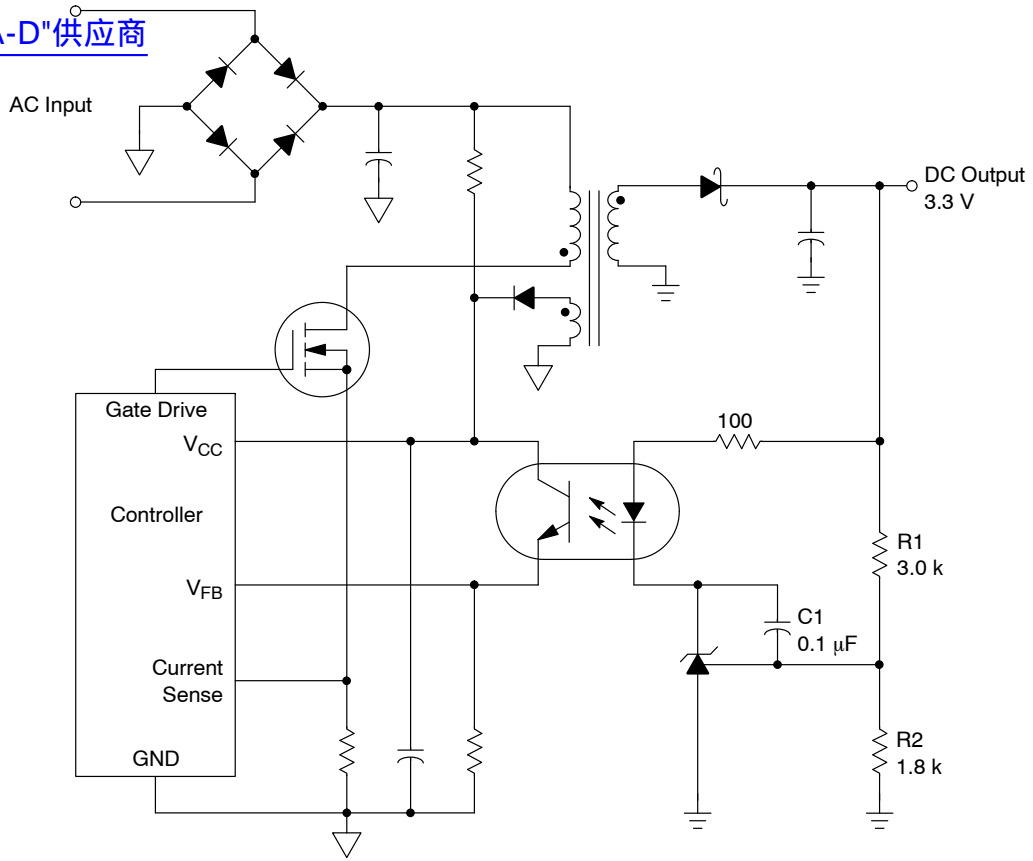 -D"供应商
AC Input
DC Output
3.3 V
Gate Drive
VCC
Controller
VFB
Current
Sense
GND
100
R1
3.0 k
C1
0.1 μF
R2
1.8 k